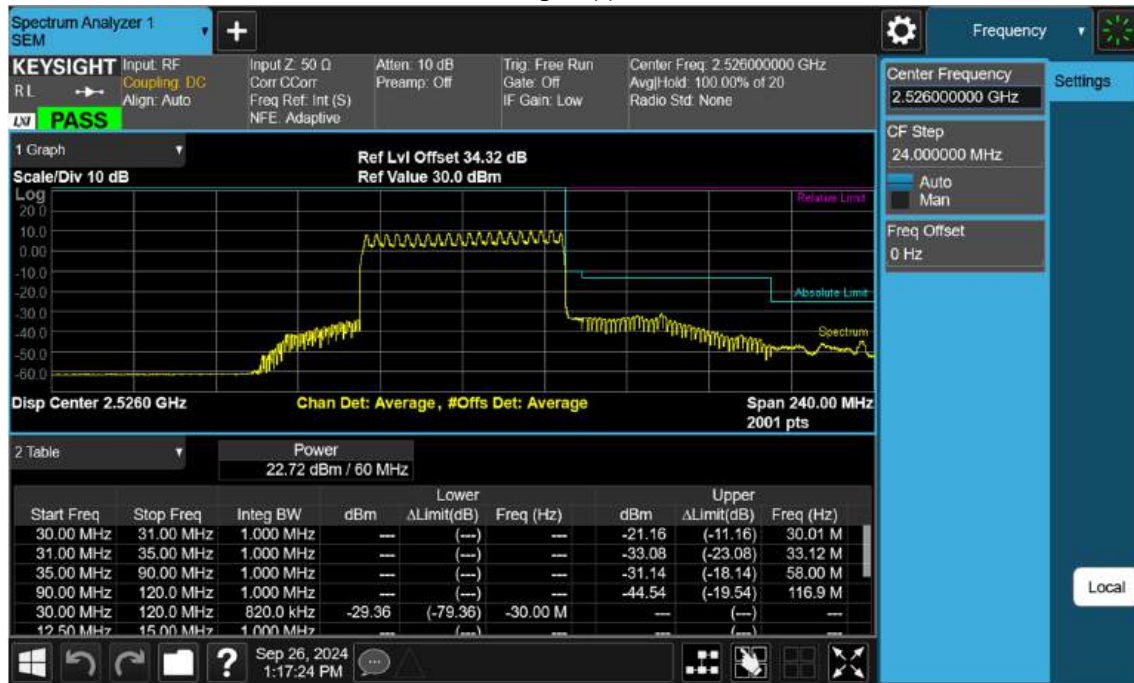 Spectrum Analyzer 1
SEM
Frequency
KEYSIGHT
RL
LXI
PASS
Input: RF
Coupling: DC
Align: Auto
Input Z: 50 Ω
Corr CCorr
Freq Ref: Int (S)
NFE: Adaptive
Atten: 10 dB
Preamp: Off
Trig: Free Run
Gate: Off
IF Gain: Low
Center Freq: 2.526000000 GHz
Avg|Hold: 100.00% of 20
Radio Std: None
Center Frequency
2.526000000 GHz
Settings
CF Step
24.000000 MHz
Auto
Man
Freq Offset
0 Hz
Local
1 Graph
Ref Lvl Offset 34.32 dB
Scale/Div 10 dB
Ref Value 30.0 dBm
Log
Relative Limit
20.0
10.0
0.00
-10.0
-20.0
Absolute Limit
-30.0
-40.0
Spectrum
-50.0
-60.0
Disp Center 2.5260 GHz
Chan Det: Average, #Offs Det: Average
Span 240.00 MHz
2001 pts
2 Table
Power
22.72 dBm / 60 MHz
Lower Upper
Start Freq Stop Freq Integ BW dBm ΔLimit(dB) Freq (Hz) dBm ΔLimit(dB) Freq (Hz)
30.00 MHz 31.00 MHz 1.000 MHz --- (---) --- -21.16 (-11.16) 30.01 M
31.00 MHz 35.00 MHz 1.000 MHz --- (---) --- -33.08 (-23.08) 33.12 M
35.00 MHz 90.00 MHz 1.000 MHz --- (---) --- -31.14 (-18.14) 58.00 M
90.00 MHz 120.0 MHz 1.000 MHz --- (---) --- -44.54 (-19.54) 116.9 M
30.00 MHz 120.0 MHz 820.0 kHz -29.36 (-79.36) -30.00 M --- (---) ---
12.50 MHz 15.00 MHz 1.000 MHz --- (---) --- --- (---) ---
Sep 26, 2024
1:17:24 PM